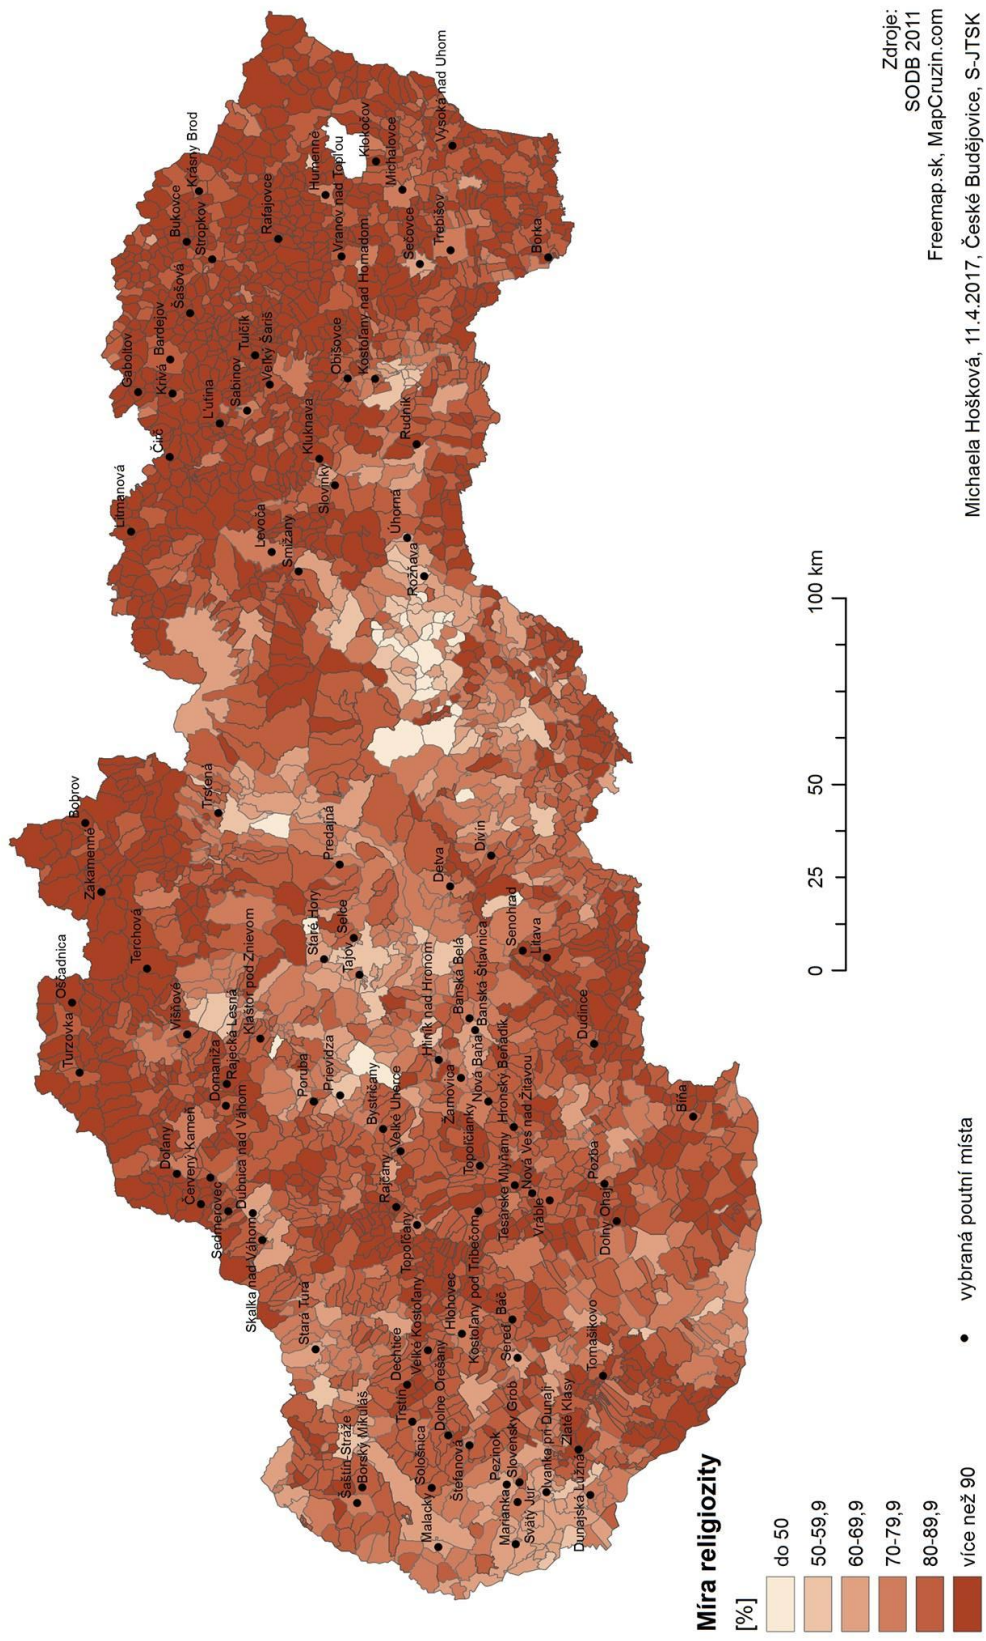 Bobrov
Oščadnica
Turzovka
Zákamenné
Litmanová
Gaboltov
Terchová
Čirč
Krivá
Bardejov
Dolany
Višňové
Šašová
Bukovce
Krásny Brod
Červený Kameň
Stropkov
Ľutina
Trstená
Domaniža
Sedmerovec
Rajecká Lesná
Sabinov
Dubnica nad Váhom
Tulčík
Kláštor pod Znievom
Skalka nad Váhom
Levoča
Veľký Šariš
Rafajovce
Smižany
Stará Turá
Poruba
Staré Hory
Kluknava
Humenné
Slovinky
Prievidza
Predajná
Obišovce
Vranov nad Topľou
Selce
Tajov
Šaštín-Stráže
Borský Mikuláš
Kostoľany nad Hornadom
Klokočov
Bystričany
Rajčany
Veľké Uherce
Úhorná
Michalovce
Dechtice
Trstín
Topoľčany
Rudník
Sečovce
Rožňava
Velké Kostoľany
Sološnica
Malacky
Hliník nad Hronom
Detva
Trebišov
Vysoká nad Uhom
Dolne Orešany
Hlohovec
Žarnovica
Štefanová
Banská Belá
Banská Štiavnica
Topoľčianky
Kostoľany pod Tribečom
Nová Baňa
Divín
Pezinok
Marianka
Slovensky Grob
Sereď
Báč
Hronský Beňadik
Tesárske Mlyňany
Senohrad
Svätý Jur
Nová Ves nad Žitavou
Litava
Borka
Ivanka pri Dunaji
Vráble
Zlaté Klasy
Dunajská Lužná
Tomášikovo
Pozba
Dudince
Dolný Ohaj
Bíňa
Míra religiozity
[%]
do 50
50-59,9
60-69,9
70-79,9
80-89,9
více než 90
vybraná poutní místa
0 25 50 100 km
Zdroje:
SODB 2011
Freemap.sk, MapCruzin.com
Michaela Hošková, 11.4.2017, České Budějovice, S-JTSK